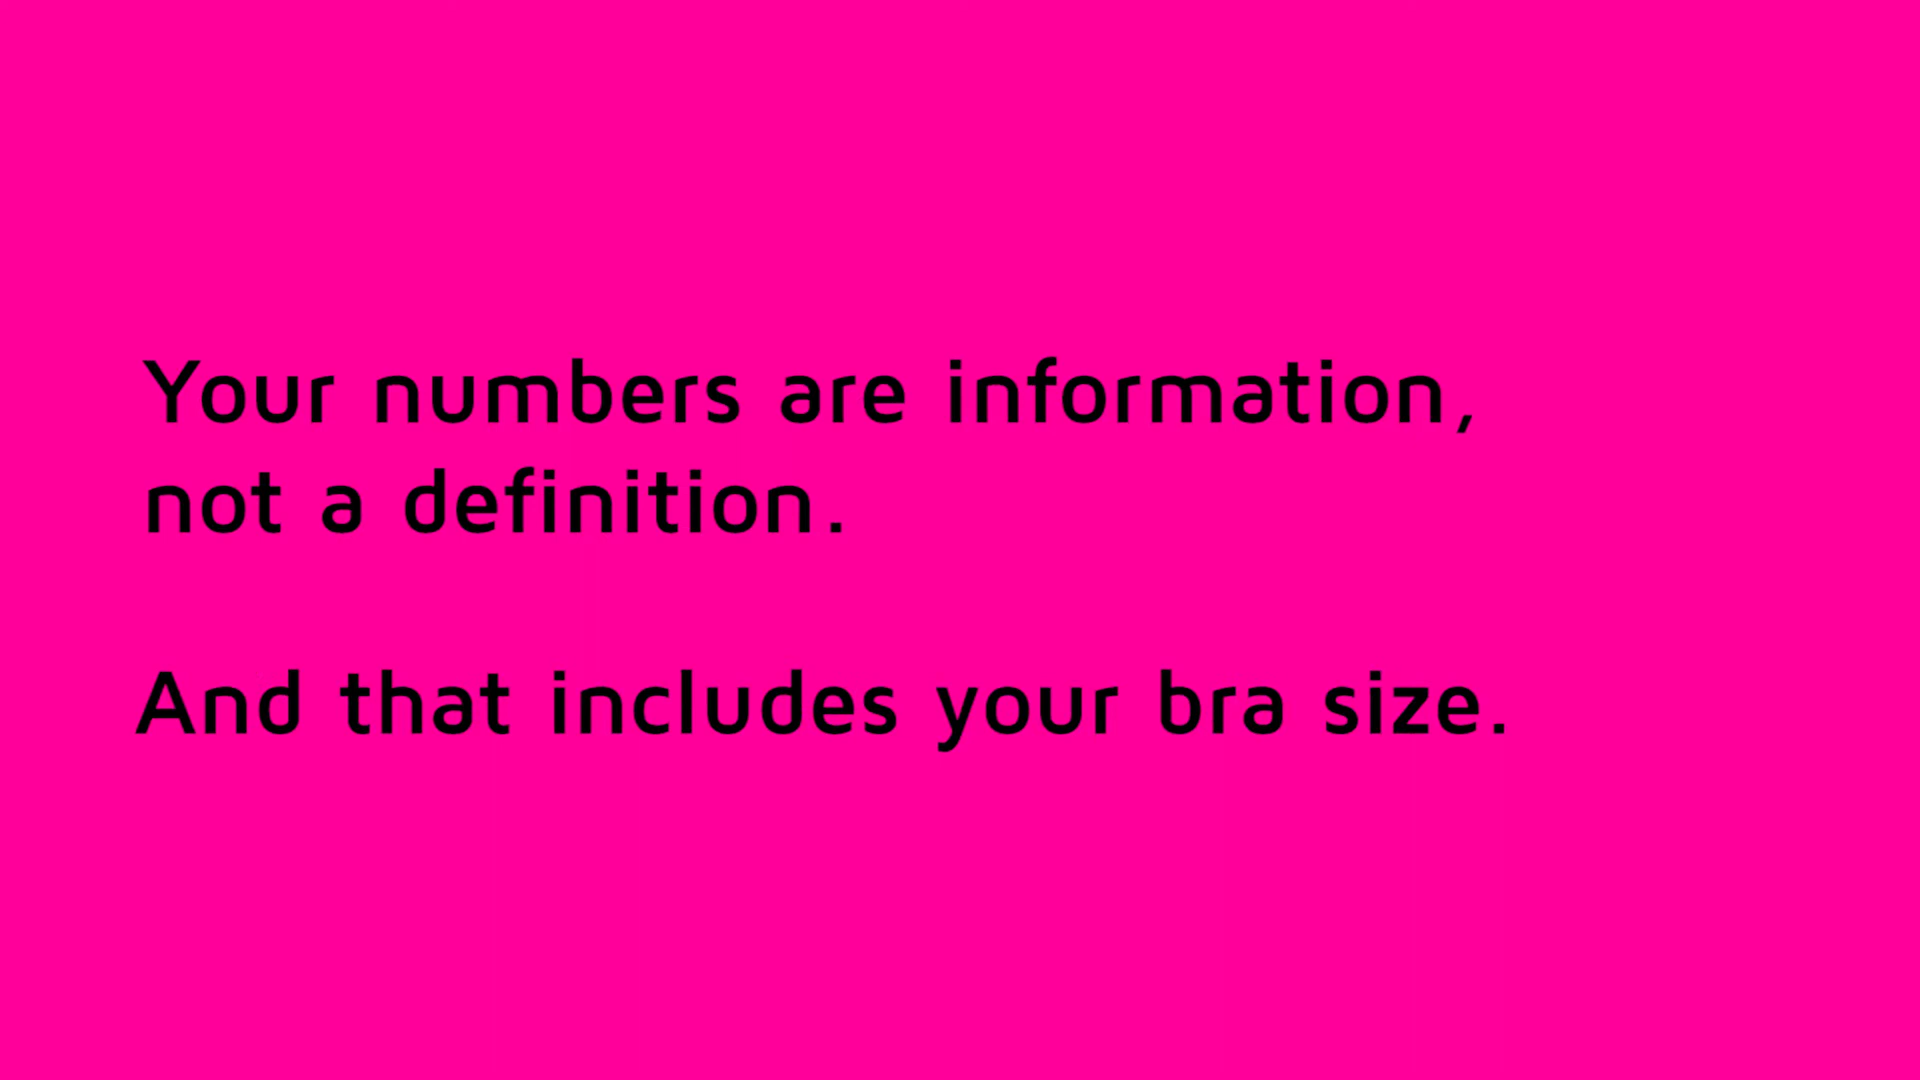 Your numbers are information,
not a definition.
And that includes your bra size.